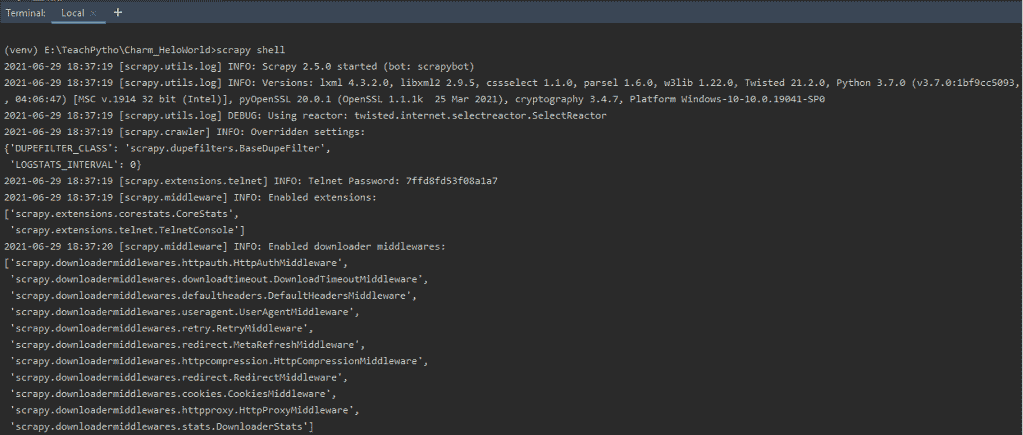 Terminal: Local × +
(venv) E:\TeachPytho\Charm_HeloWorld>scrapy shell
2021-06-29 18:37:19 [scrapy.utils.log] INFO: Scrapy 2.5.0 started (bot: scrapybot)
2021-06-29 18:37:19 [scrapy.utils.log] INFO: Versions: lxml 4.3.2.0, libxml2 2.9.5, cssselect 1.1.0, parsel 1.6.0, w3lib 1.22.0, Twisted 21.2.0, Python 3.7.0 (v3.7.0:1bf9cc5093,
, 04:06:47) [MSC v.1914 32 bit (Intel)], pyOpenSSL 20.0.1 (OpenSSL 1.1.1k  25 Mar 2021), cryptography 3.4.7, Platform Windows-10-10.0.19041-SP0
2021-06-29 18:37:19 [scrapy.utils.log] DEBUG: Using reactor: twisted.internet.selectreactor.SelectReactor
2021-06-29 18:37:19 [scrapy.crawler] INFO: Overridden settings:
{'DUPEFILTER_CLASS': 'scrapy.dupefilters.BaseDupeFilter',
 'LOGSTATS_INTERVAL': 0}
2021-06-29 18:37:19 [scrapy.extensions.telnet] INFO: Telnet Password: 7ffd8fd53f08a1a7
2021-06-29 18:37:19 [scrapy.middleware] INFO: Enabled extensions:
['scrapy.extensions.corestats.CoreStats',
 'scrapy.extensions.telnet.TelnetConsole']
2021-06-29 18:37:20 [scrapy.middleware] INFO: Enabled downloader middlewares:
['scrapy.downloadermiddlewares.httpauth.HttpAuthMiddleware',
 'scrapy.downloadermiddlewares.downloadtimeout.DownloadTimeoutMiddleware',
 'scrapy.downloadermiddlewares.defaultheaders.DefaultHeadersMiddleware',
 'scrapy.downloadermiddlewares.useragent.UserAgentMiddleware',
 'scrapy.downloadermiddlewares.retry.RetryMiddleware',
 'scrapy.downloadermiddlewares.redirect.MetaRefreshMiddleware',
 'scrapy.downloadermiddlewares.httpcompression.HttpCompressionMiddleware',
 'scrapy.downloadermiddlewares.redirect.RedirectMiddleware',
 'scrapy.downloadermiddlewares.cookies.CookiesMiddleware',
 'scrapy.downloadermiddlewares.httpproxy.HttpProxyMiddleware',
 'scrapy.downloadermiddlewares.stats.DownloaderStats']